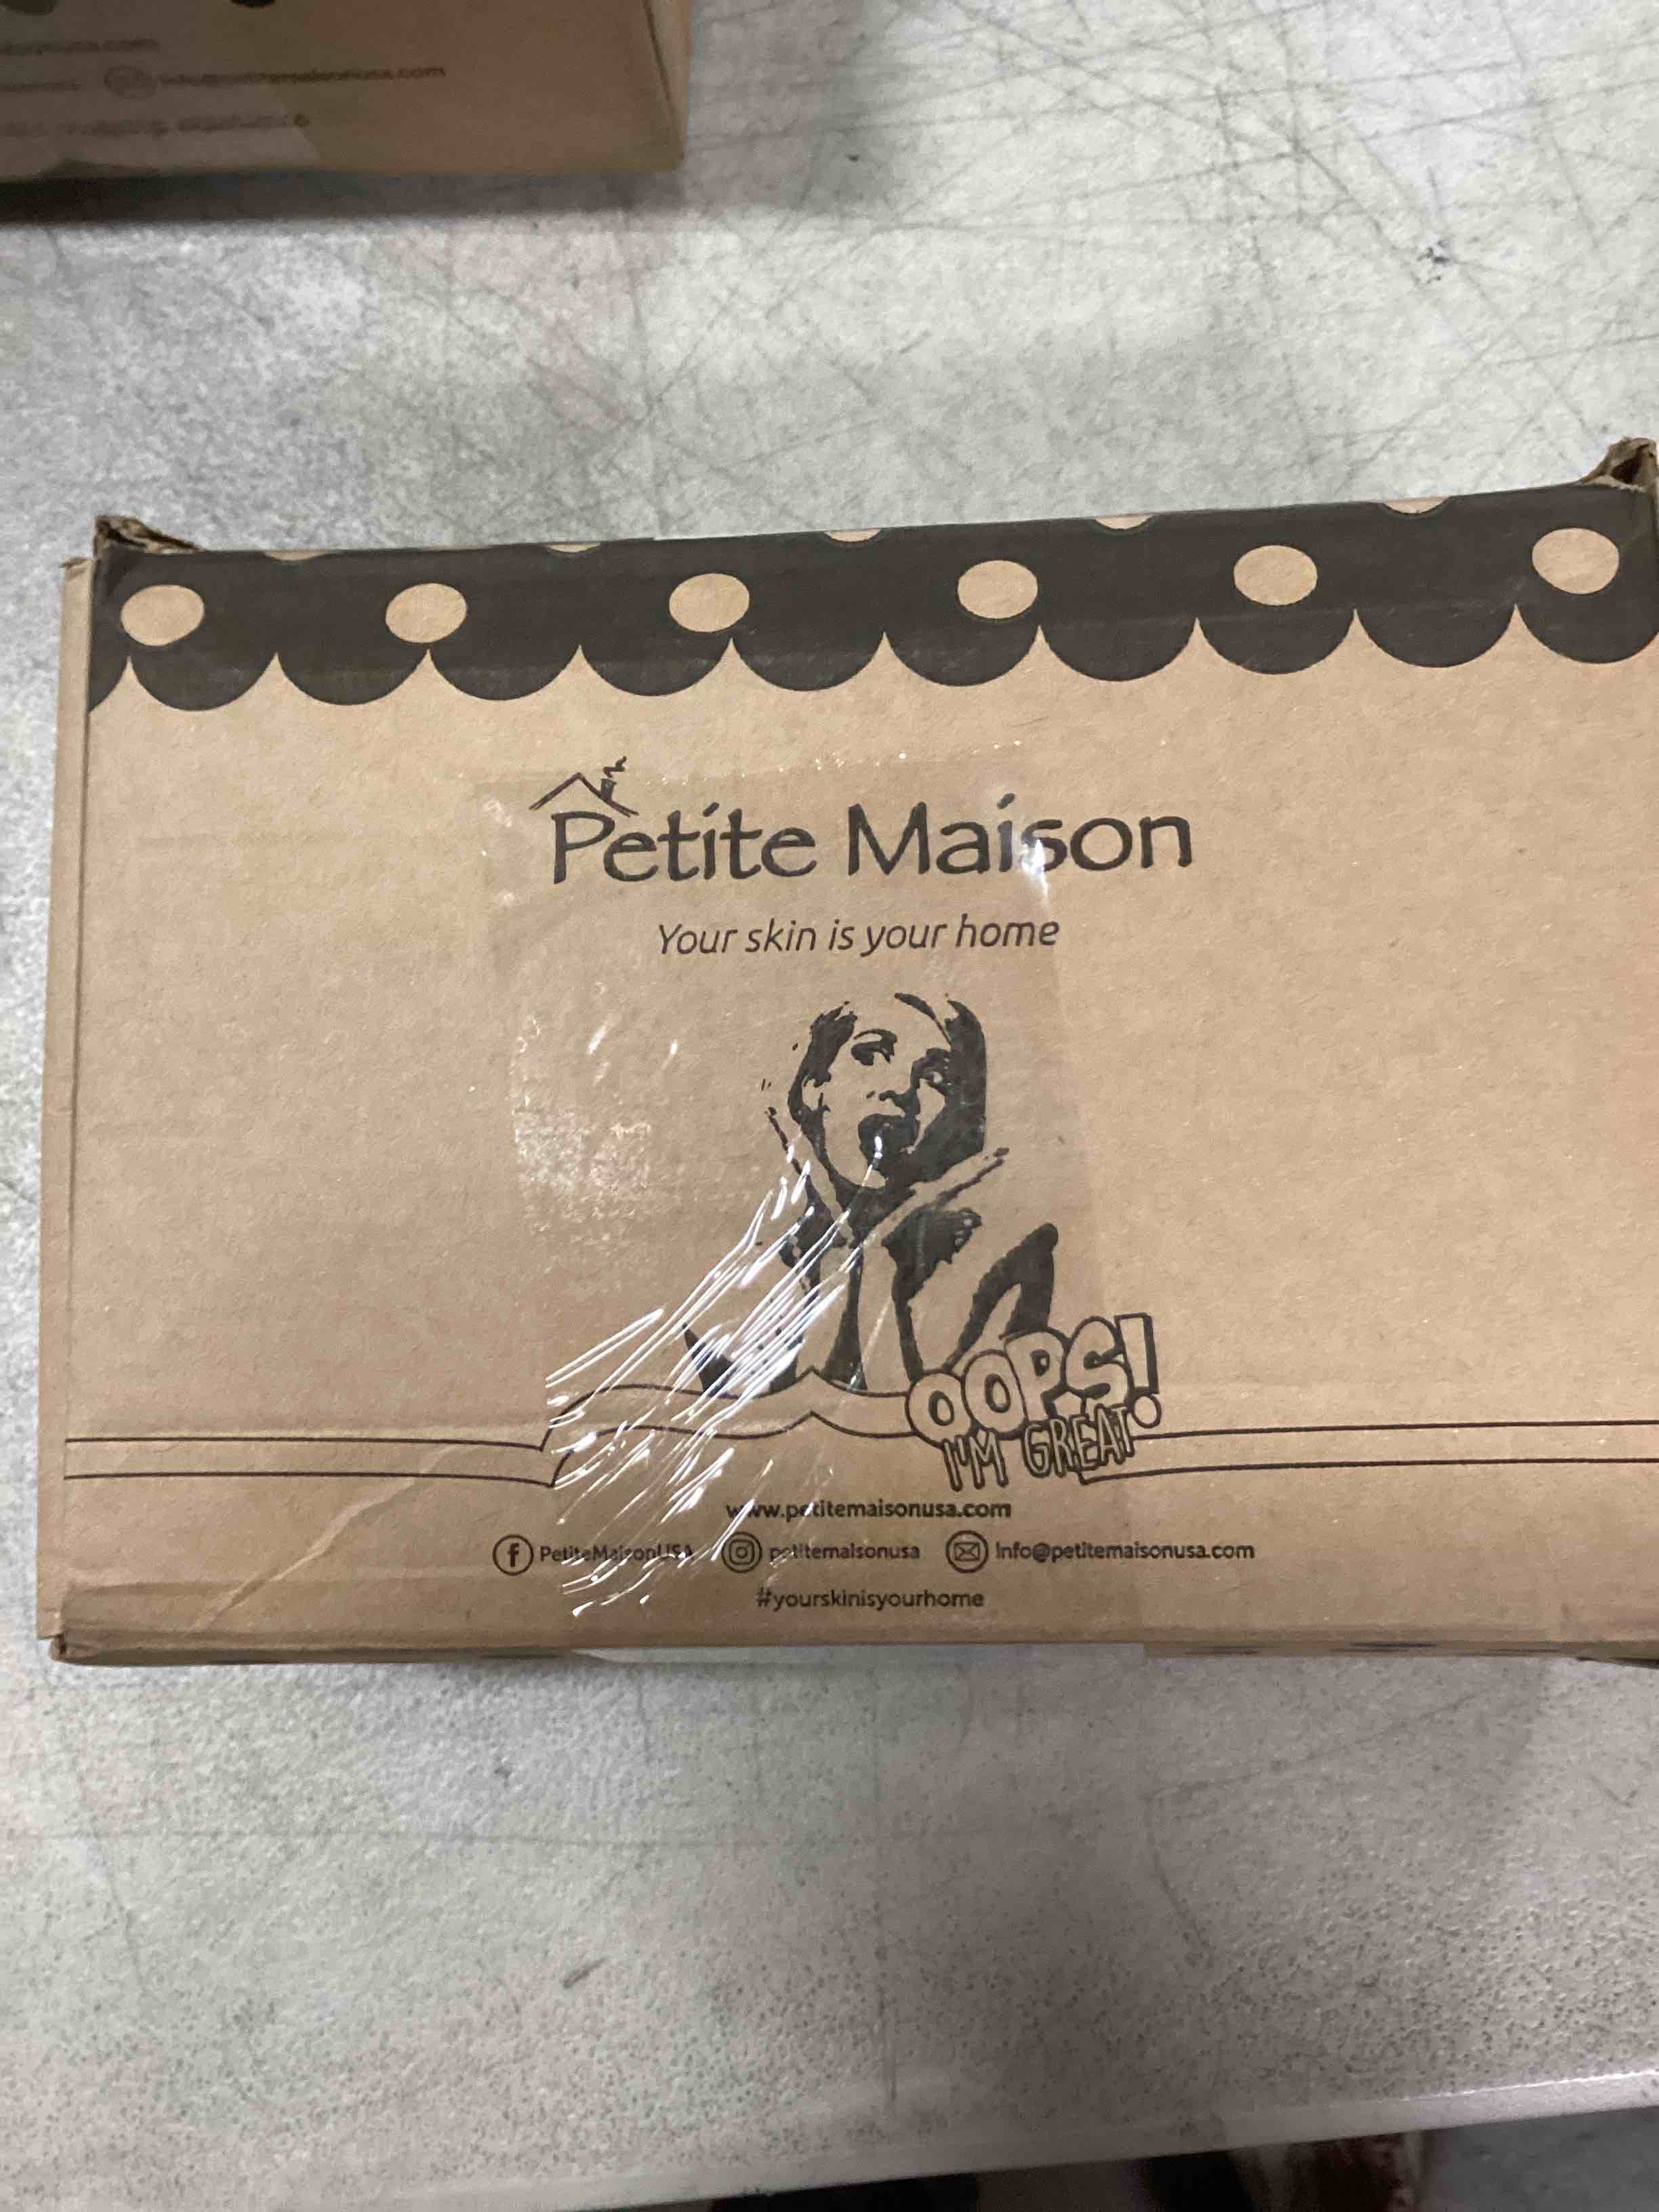 Petite Maison
Your skin is your home
OOPS!
I'M GREAT
www.petitemaisonusa.com
PetiteMaisonUSA petitemaisonusa Info@petitemaisonusa.com
#yourskinisyourhome